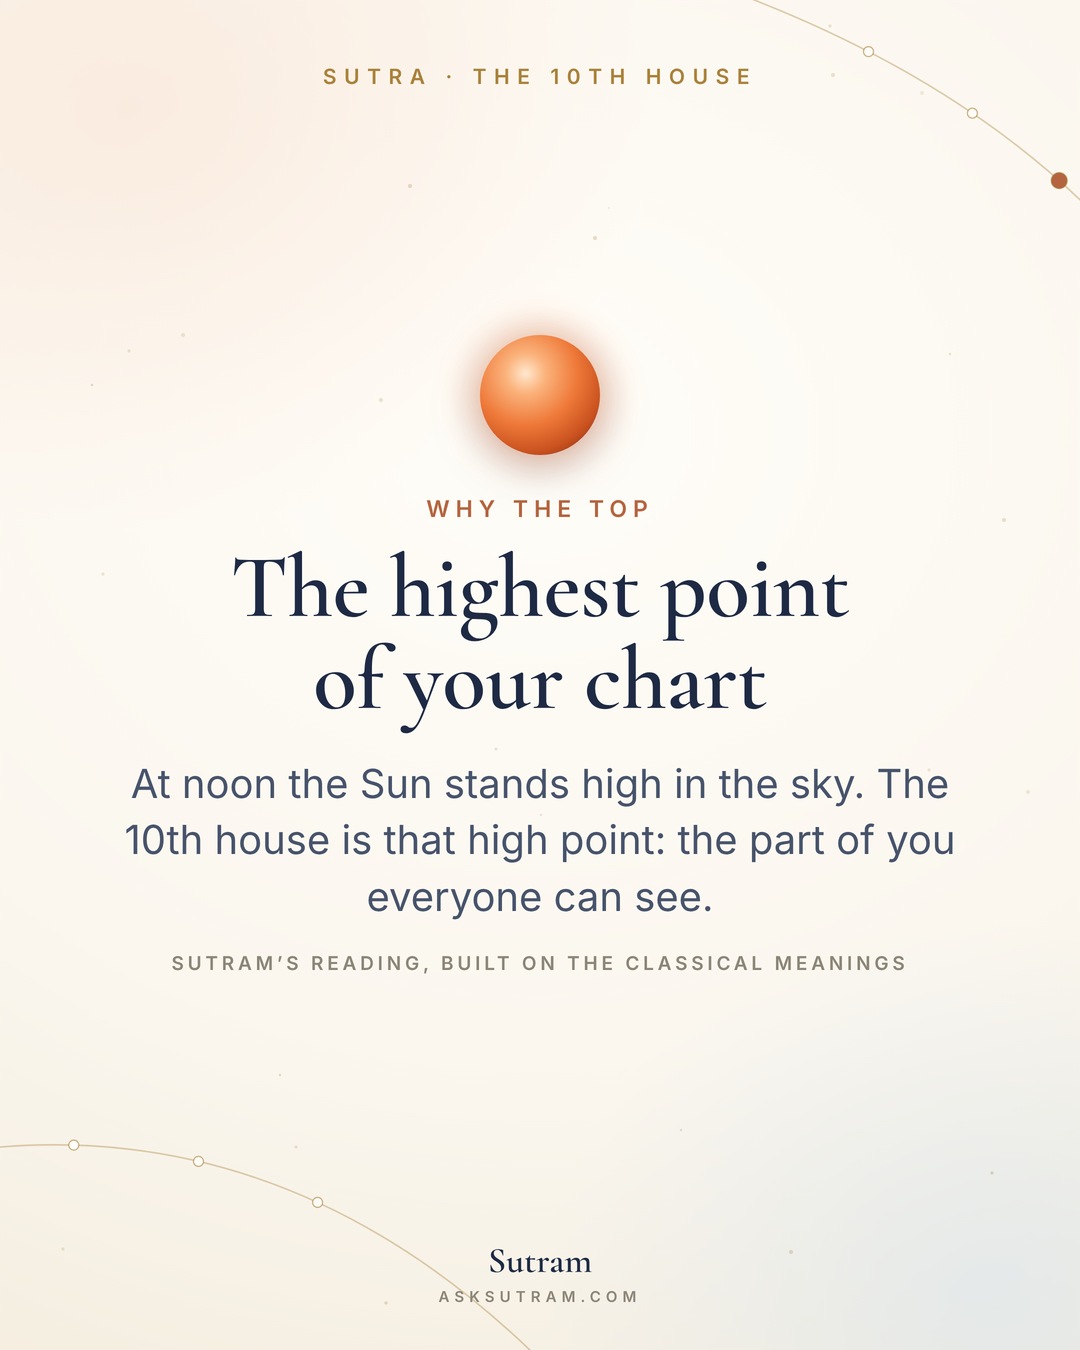 SUTRA · THE 10TH HOUSE
WHY THE TOP
The highest point
of your chart
At noon the Sun stands high in the sky. The
10th house is that high point: the part of you
everyone can see.
SUTRAM’S READING, BUILT ON THE CLASSICAL MEANINGS
Sutram
ASKSUTRAM.COM